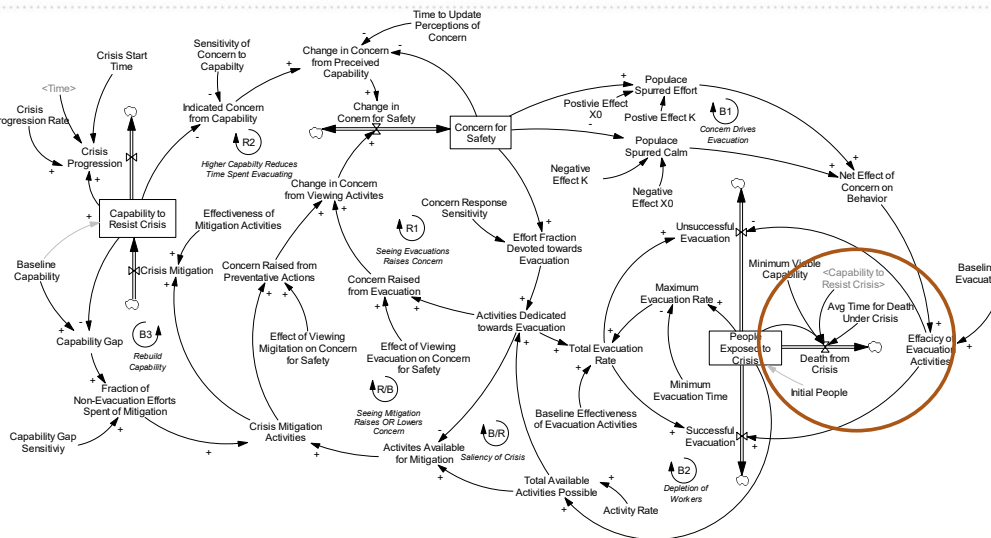 Time to Update
Perceptions of
Concern
Sensitivity of
Concern to
Capabilty
Change in Concern
from Preceived
Capability
Crisis Start
Time
<Time>
Crisis
rogression Rate
Crisis
Progression
Indicated Concern
from Capability
R2
Higher Capabilty Reduces
Time Spent Evacuating
Change in
Conern for Safety
Concern for
Safety
Postivie Effect
X0
Populace
Spurred Effort
Postive Effect K
B1
Concern Drives
Evacuation
Populace
Spurred Calm
Negative
Effect K
Negative
Effect X0
Net Effect of
Concern on
Behavior
Change in Concern
from Viewing Activites
Capability to
Resist Crisis
Effectiveness of
Mitigation Activities
Concern Response
Sensitivity
R1
Seeing Evacuations
Raises Concern
Effort Fraction
Devoted towards
Evacuation
Unsuccessful
Evacuation
Baseline
Capability
Crisis Mitigation
Concern Raised from
Preventative Actions
Concern Raised
from Evacuation
Maximum
Evacuation Rate
Minimum Viable
Capability
<Capability to
Resist Crisis>
Baselin
Evacu
Avg Time for Death
Under Crisis
Activities Dedicated
towards Evacuation
B3
Rebuild
Capability
Capability Gap
Effect of Viewing
Migitation on Concern
for Safety
Effect of Viewing
Evacuation on Concern
for Safety
Total Evacuation
Rate
People
Exposed to
Crisis
Death from
Crisis
Efficacy of
Evacuation
Activities
Initial People
Minimum
Evacuation Time
Fraction of
Non-Evacuation Efforts
Spent of Mitigation
R/B
Seeing Mitigation
Raises OR Lowers
Concern
Baseline Effectiveness
of Evacuation Activities
Capability Gap
Sensitiviy
Crisis Mitigation
Activities
Activites Available
for Mitigation
B/R
Saliency of Crisis
Successful
Evacuation
B2
Depletion of
Workers
Total Available
Activities Possible
Activity Rate